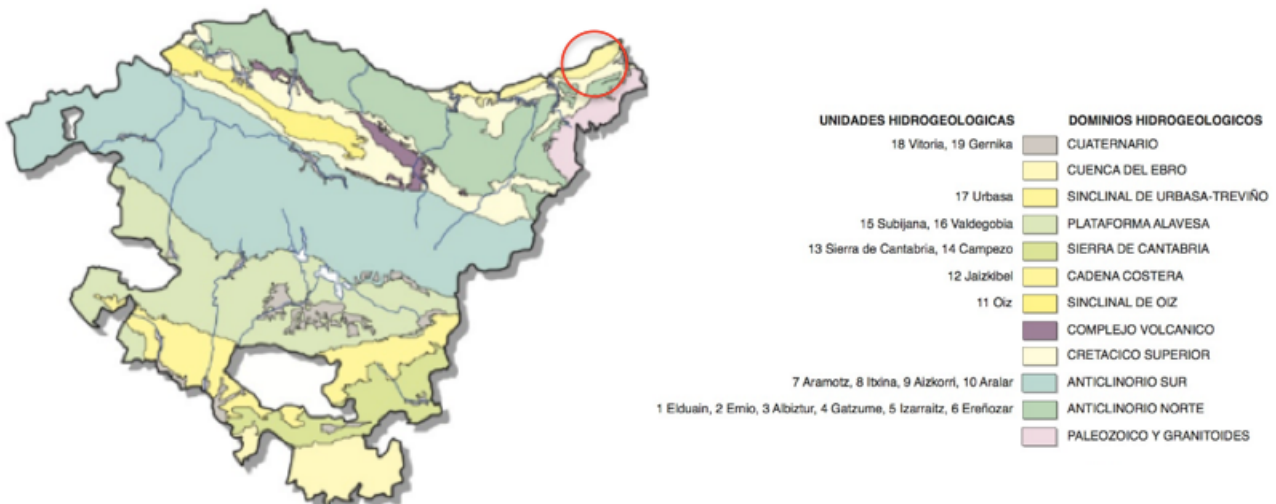 UNIDADES HIDROGEOLOGICAS DOMINIOS HIDROGEOLOGICOS
18 Vitoria, 19 Gernika CUATERNARIO
CUENCA DEL EBRO
17 Urbasa SINCLINAL DE URBASA-TREVIÑO
15 Subijana, 16 Valdegobia PLATAFORMA ALAVESA
13 Sierra de Cantabria, 14 Campezo SIERRA DE CANTABRIA
12 Jaizkibel CADENA COSTERA
11 Oiz SINCLINAL DE OIZ
COMPLEJO VOLCANICO
CRETACICO SUPERIOR
7 Aramotz, 8 Itxina, 9 Aizkorri, 10 Aralar ANTICLINORIO SUR
1 Elduain, 2 Ernio, 3 Albiztur, 4 Gatzume, 5 Izarraitz, 6 Ereñozar ANTICLINORIO NORTE
PALEOZOICO Y GRANITOIDES